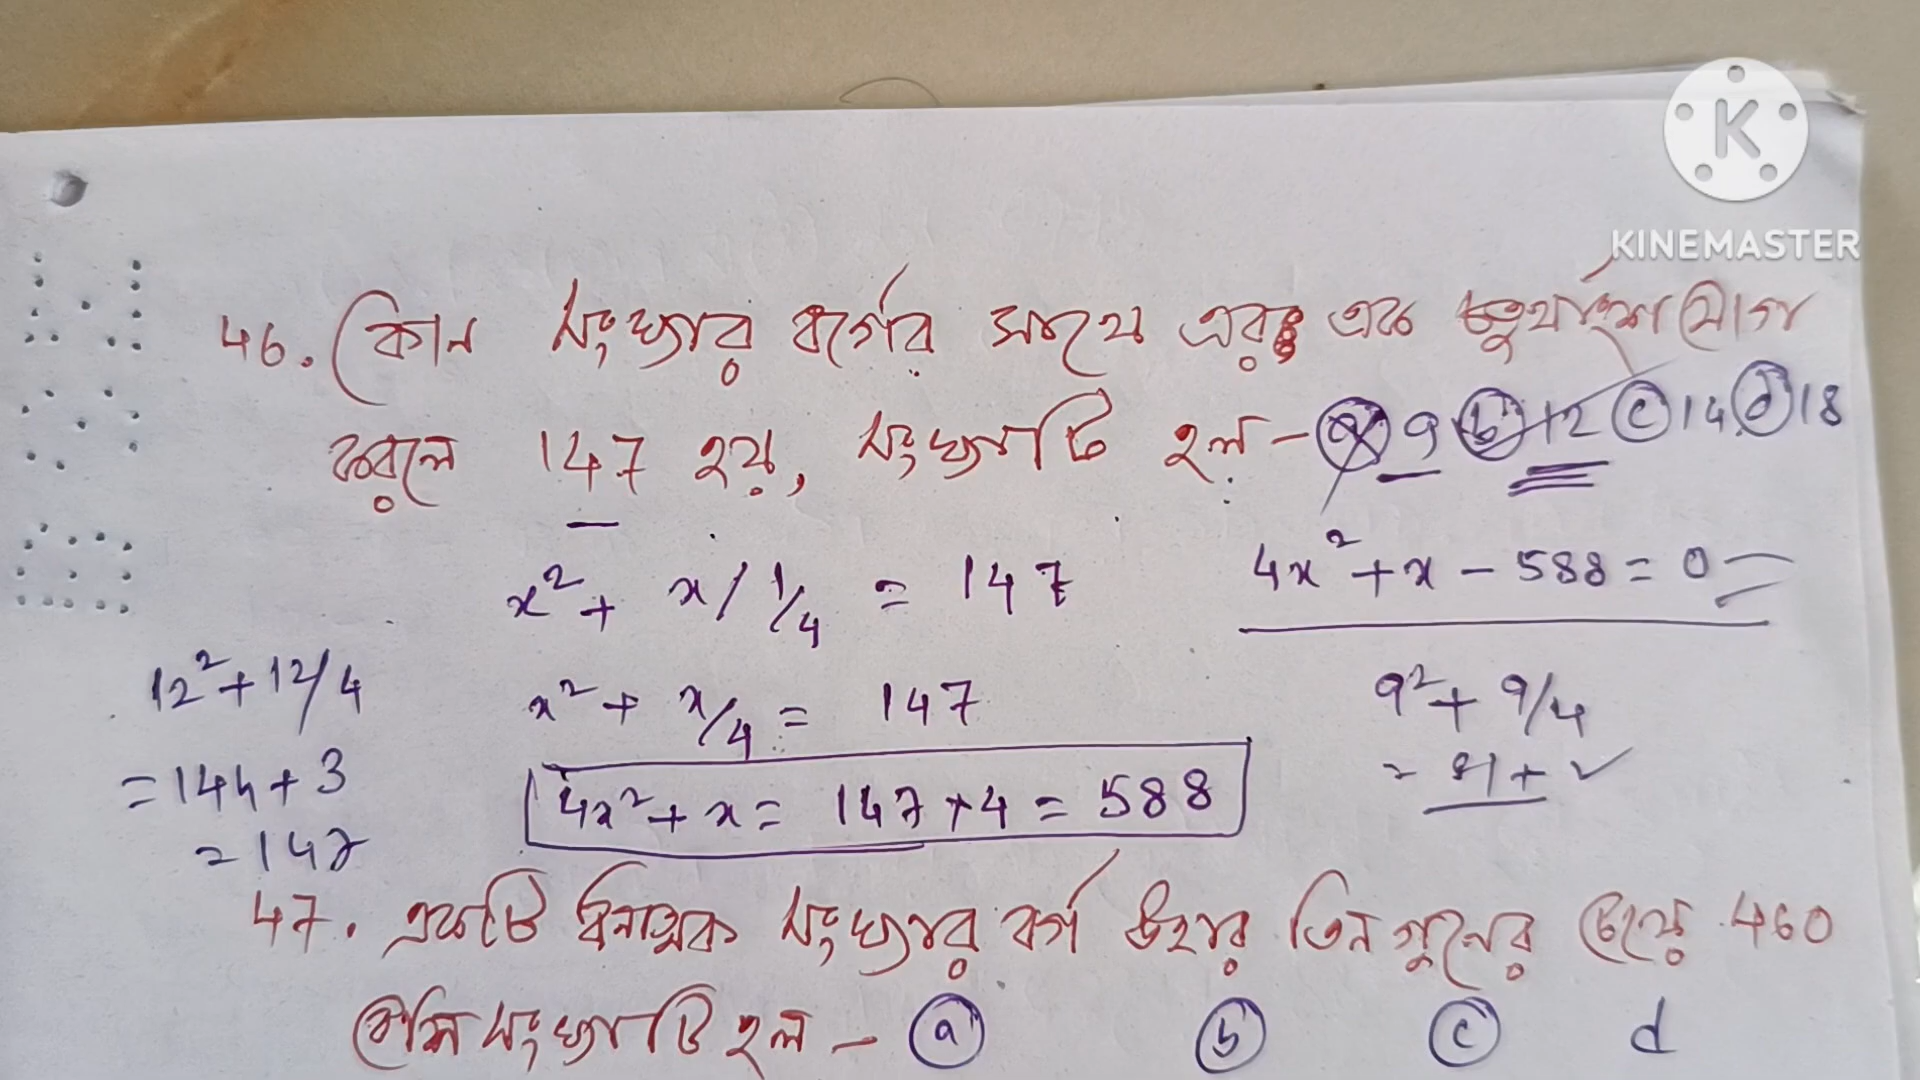 KINEMASTER
46. কোন সংখ্যার বর্গের সাথে এর এক চতুর্থাংশ যোগ
করলে 147 হয়, সংখ্যাটি হল - (a) 9 (b) 12 (c) 14 (d) 18
x² + x/1/4 = 147
4x² + x - 588 = 0
12² + 12/4
x² + x/4 = 147
9² + 9/4
= 144 + 3
4x² + x = 147 × 4 = 588
= 81 +
= 147
47. একটি ধনাত্মক সংখ্যার বর্গ উহার তিন গুনের চেয়ে 460
বেশি সংখ্যাটি হল - (a) (b) (c) d